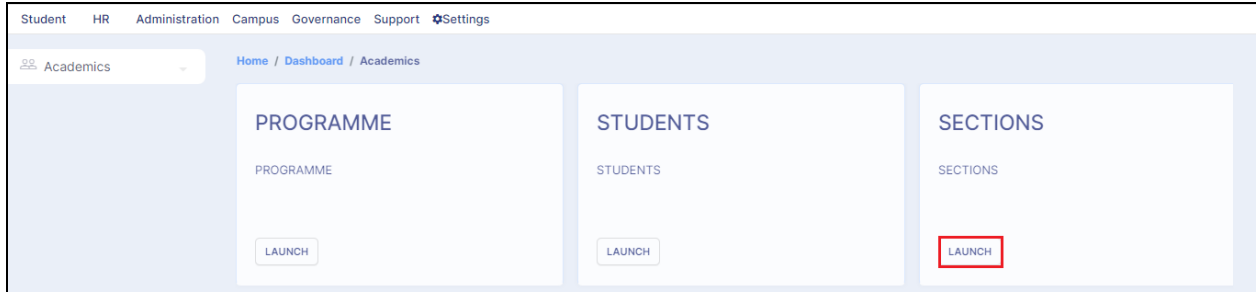 Student HR Administration Campus Governance Support Settings
Academics
Home / Dashboard / Academics
PROGRAMME
PROGRAMME
LAUNCH
STUDENTS
STUDENTS
LAUNCH
SECTIONS
SECTIONS
LAUNCH